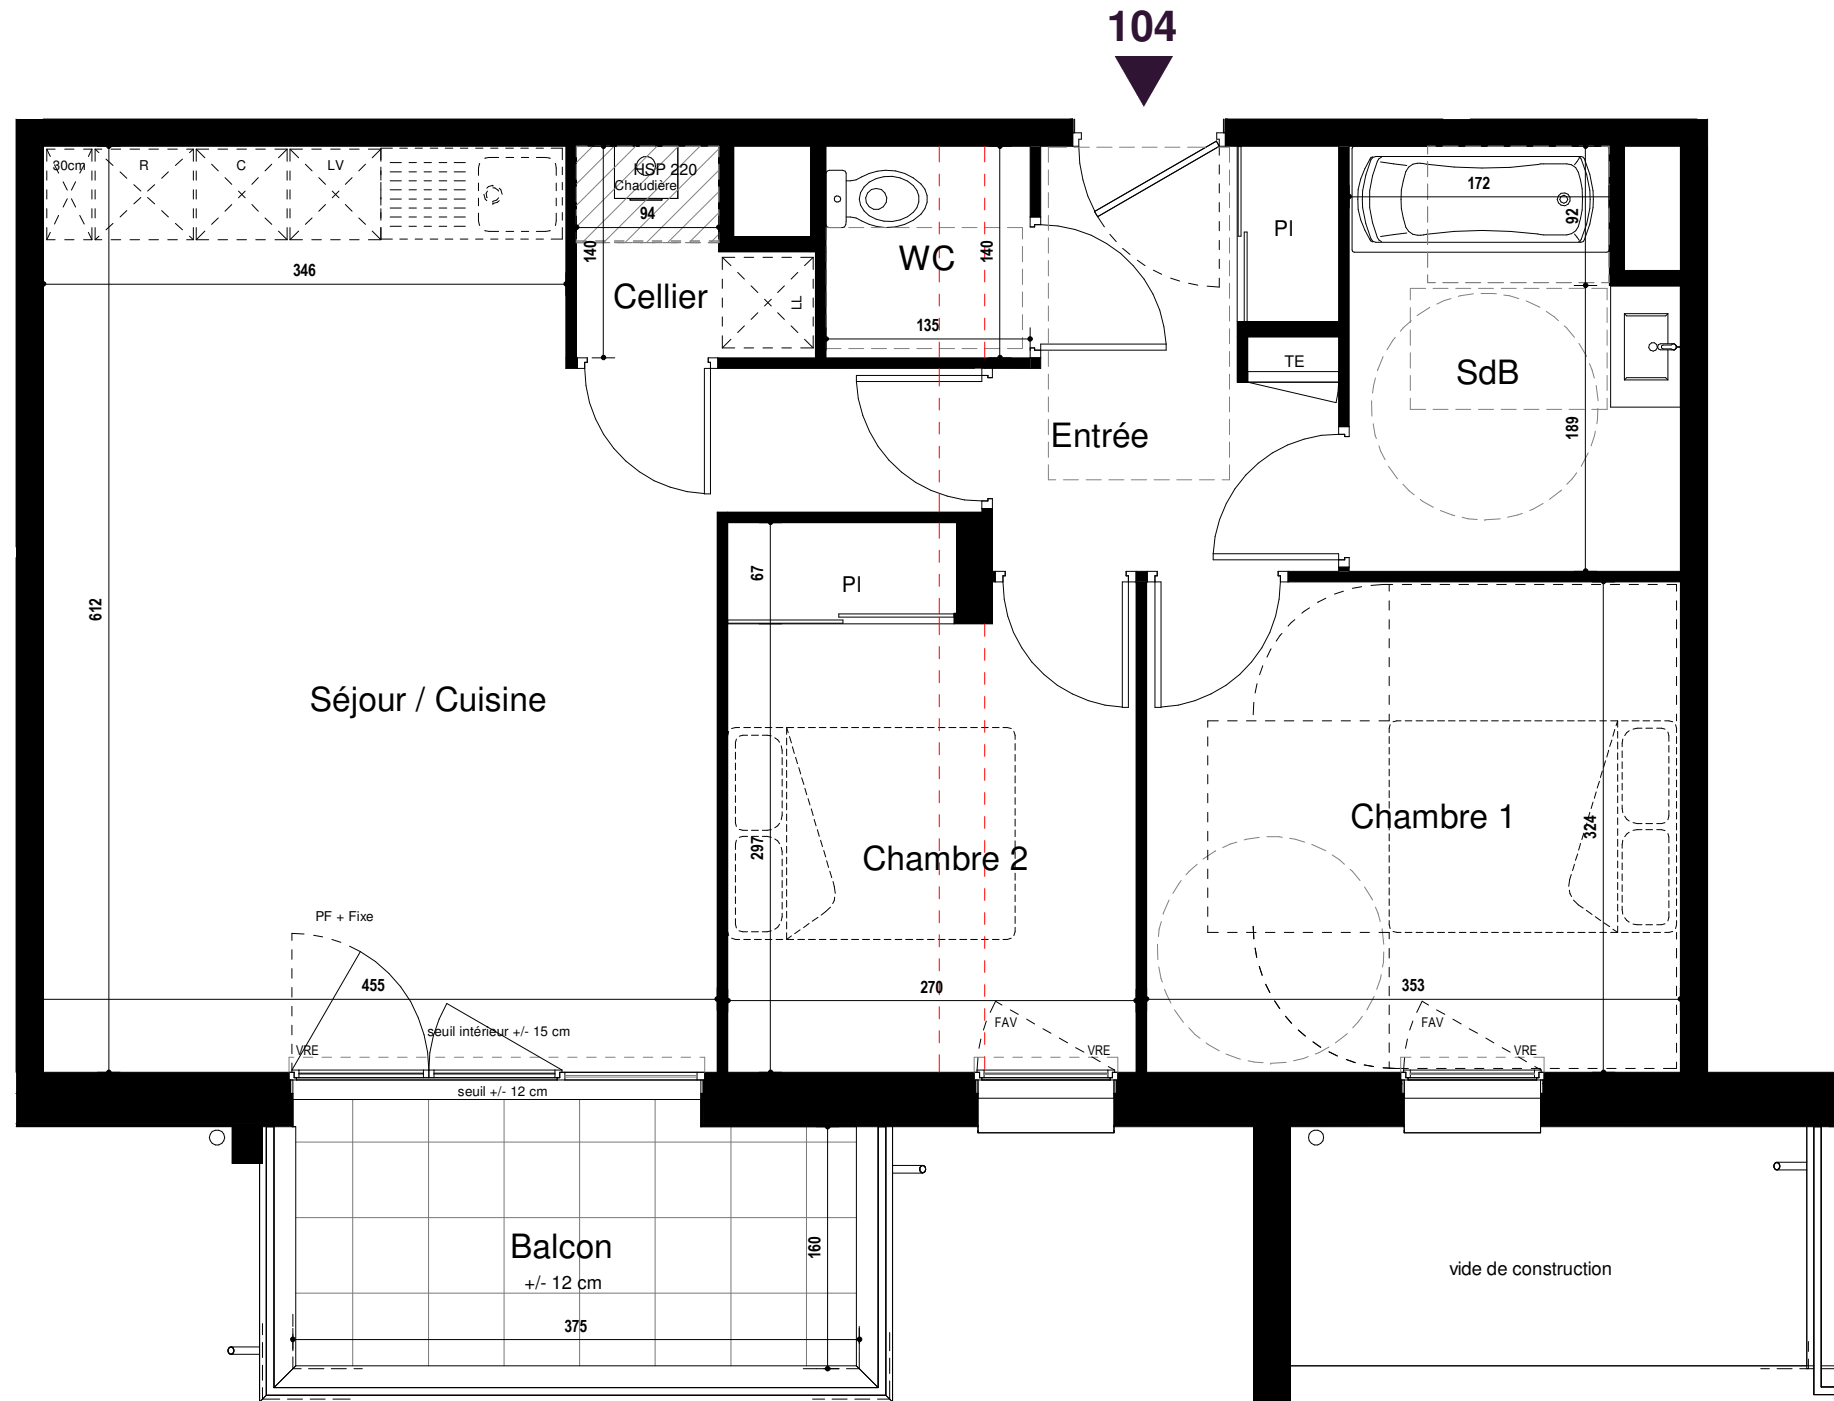 104
30cm
R
C
LV
HSP 220
Chaudière
94
140
346
Cellier
LL
WC
140
135
PI
TE
172
92
SdB
189
Entrée
612
67
PI
Séjour / Cuisine
297
Chambre 2
Chambre 1
324
PF + Fixe
455
270
353
seuil intérieur +/- 15 cm
VRE
FAV
VRE
FAV
VRE
seuil +/- 12 cm
Balcon
+/- 12 cm
160
375
vide de construction